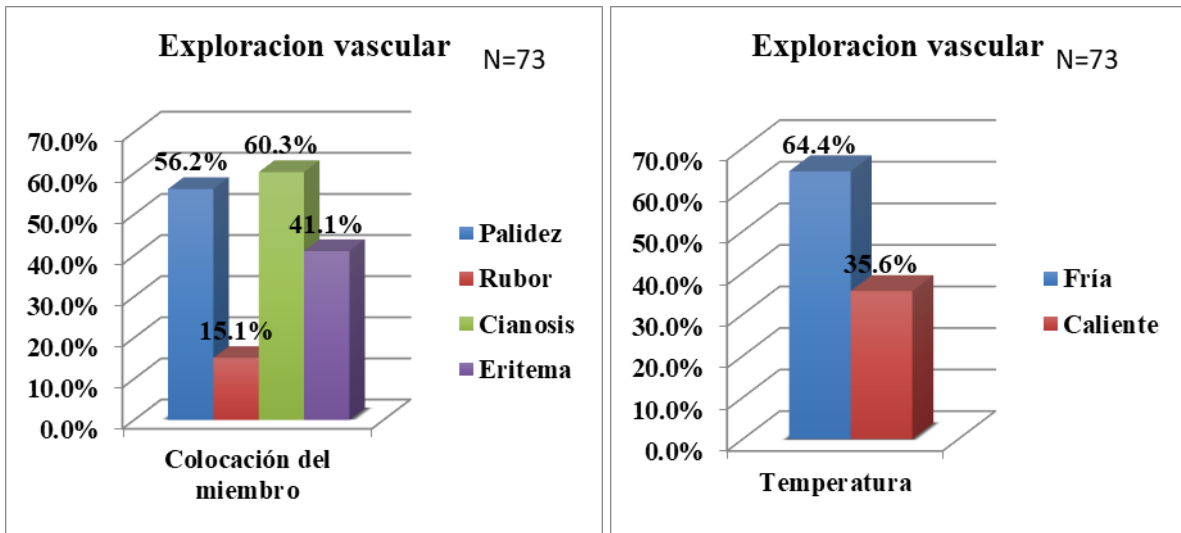 Exploracion vascular
N=73
70.0%
60.0%
50.0%
40.0%
30.0%
20.0%
10.0%
0.0%
56.2%
15.1%
60.3%
41.1%
Colocación del
miembro
Palidez
Rubor
Cianosis
Eritema
Exploracion vascular
N=73
70.0%
60.0%
50.0%
40.0%
30.0%
20.0%
10.0%
0.0%
64.4%
35.6%
Temperatura
Fría
Caliente